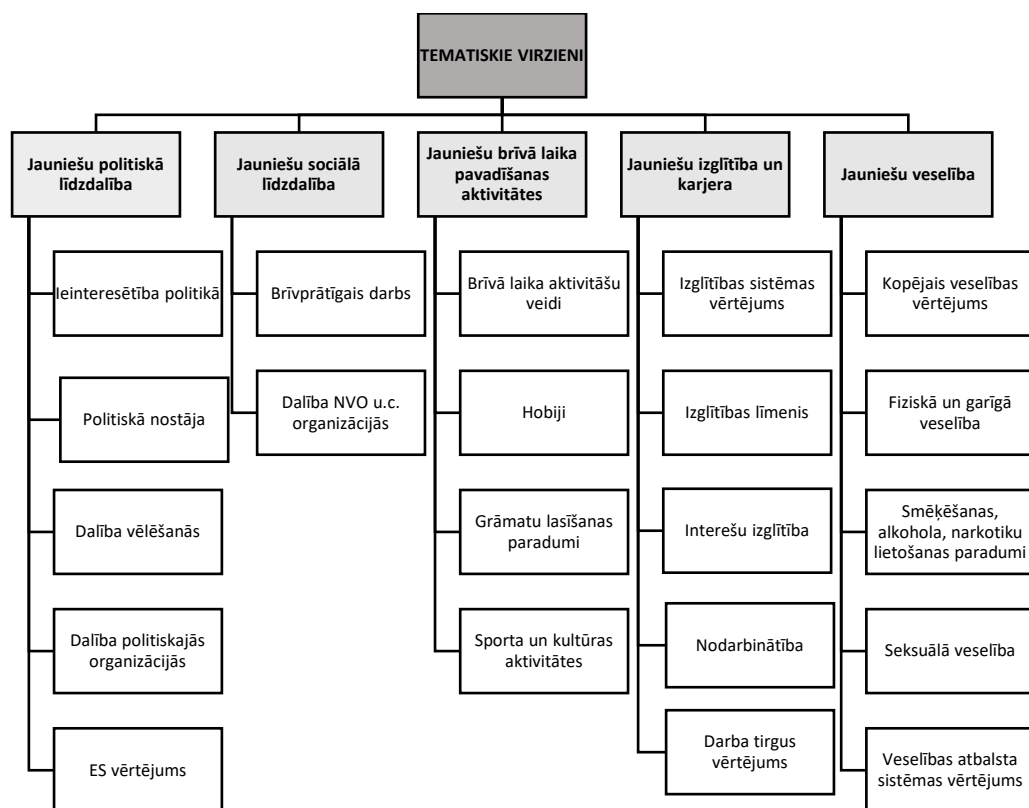 TEMATISKIE VIRZIENI
Jauniešu politiskā
līdzdalība
Ieinteresētība politikā
Politiskā nostāja
Dalība vēlēšanās
Dalība politiskajās
organizācijās
ES vērtējums
Jauniešu sociālā
līdzdalība
Brīvprātīgais darbs
Dalība NVO u.c.
organizācijās
Jauniešu brīvā laika
pavadīšanas
aktivitātes
Brīvā laika aktivitāšu
veidi
Hobiji
Grāmatu lasīšanas
paradumi
Sporta un kultūras
aktivitātes
Jauniešu izglītība un
karjera
Izglītības sistēmas
vērtējums
Izglītības līmenis
Interešu izglītība
Nodarbinātība
Darba tirgus
vērtējums
Jauniešu veselība
Kopējais veselības
vērtējums
Fiziskā un garīgā
veselība
Smēķēšanas,
alkohola, narkotiku
lietošanas paradumi
Seksuālā veselība
Veselības atbalsta
sistēmas vērtējums